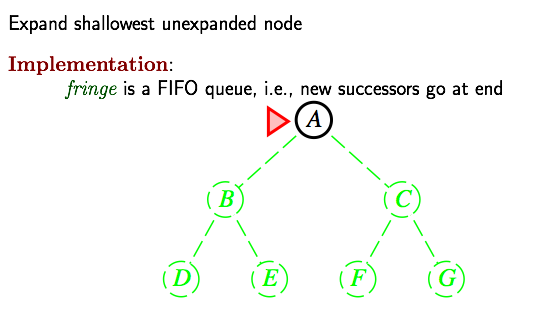 Expand shallowest unexpanded node
Implementation:
fringe is a FIFO queue, i.e., new successors go at end
A
B C
D E F G